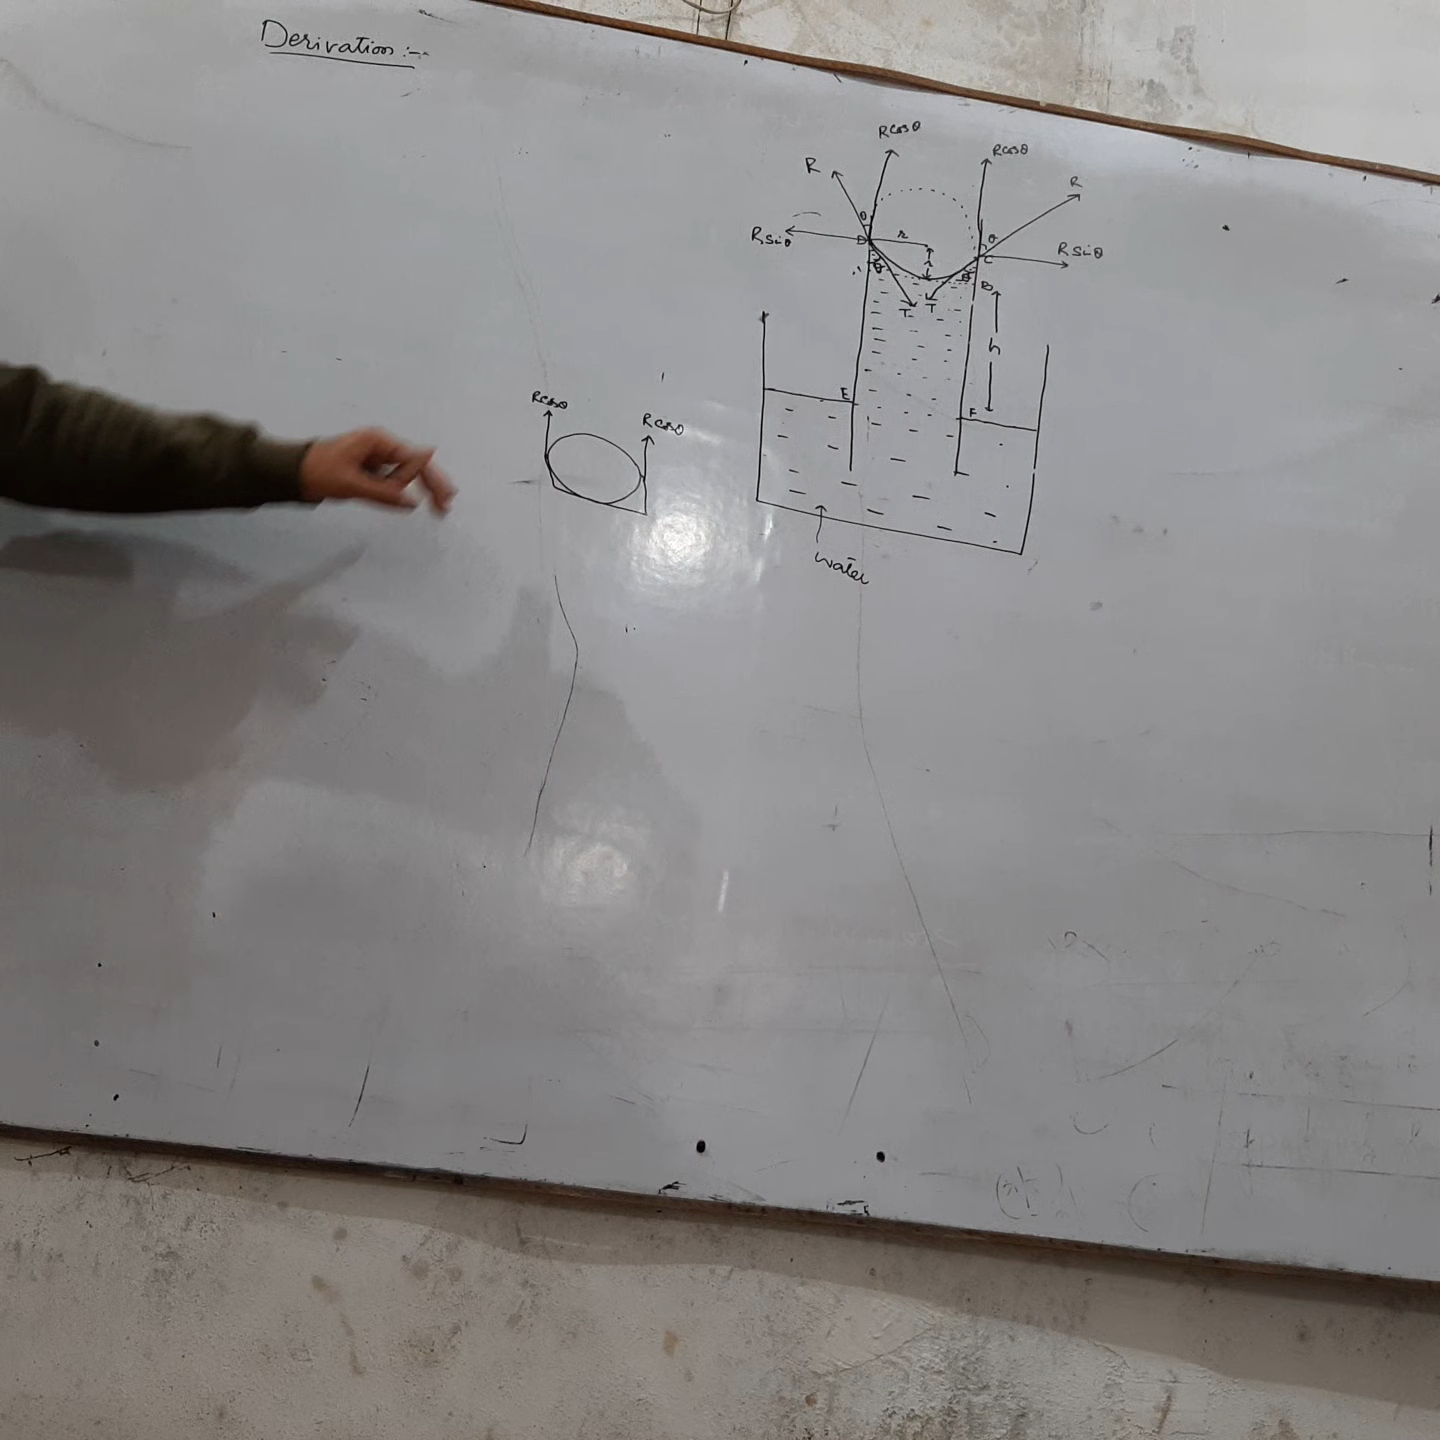 Derivation :-
Rcosθ
Rcosθ
R
R
θ
θ
Rsinθ
D
r
C
Rsinθ
r
θ
θ
B
T
T
h
E
F
Rcosθ
Rcosθ
water